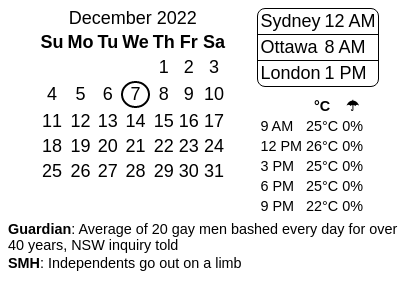 December 2022
Su Mo Tu We Th Fr Sa
1 2 3
4 5 6 7 8 9 10
11 12 13 14 15 16 17
18 19 20 21 22 23 24
25 26 27 28 29 30 31
Sydney 12 AM
Ottawa 8 AM
London 1 PM
°C ☂
9 AM 25°C 0%
12 PM 26°C 0%
3 PM 25°C 0%
6 PM 25°C 0%
9 PM 22°C 0%
Guardian: Average of 20 gay men bashed every day for over
40 years, NSW inquiry told
SMH: Independents go out on a limb